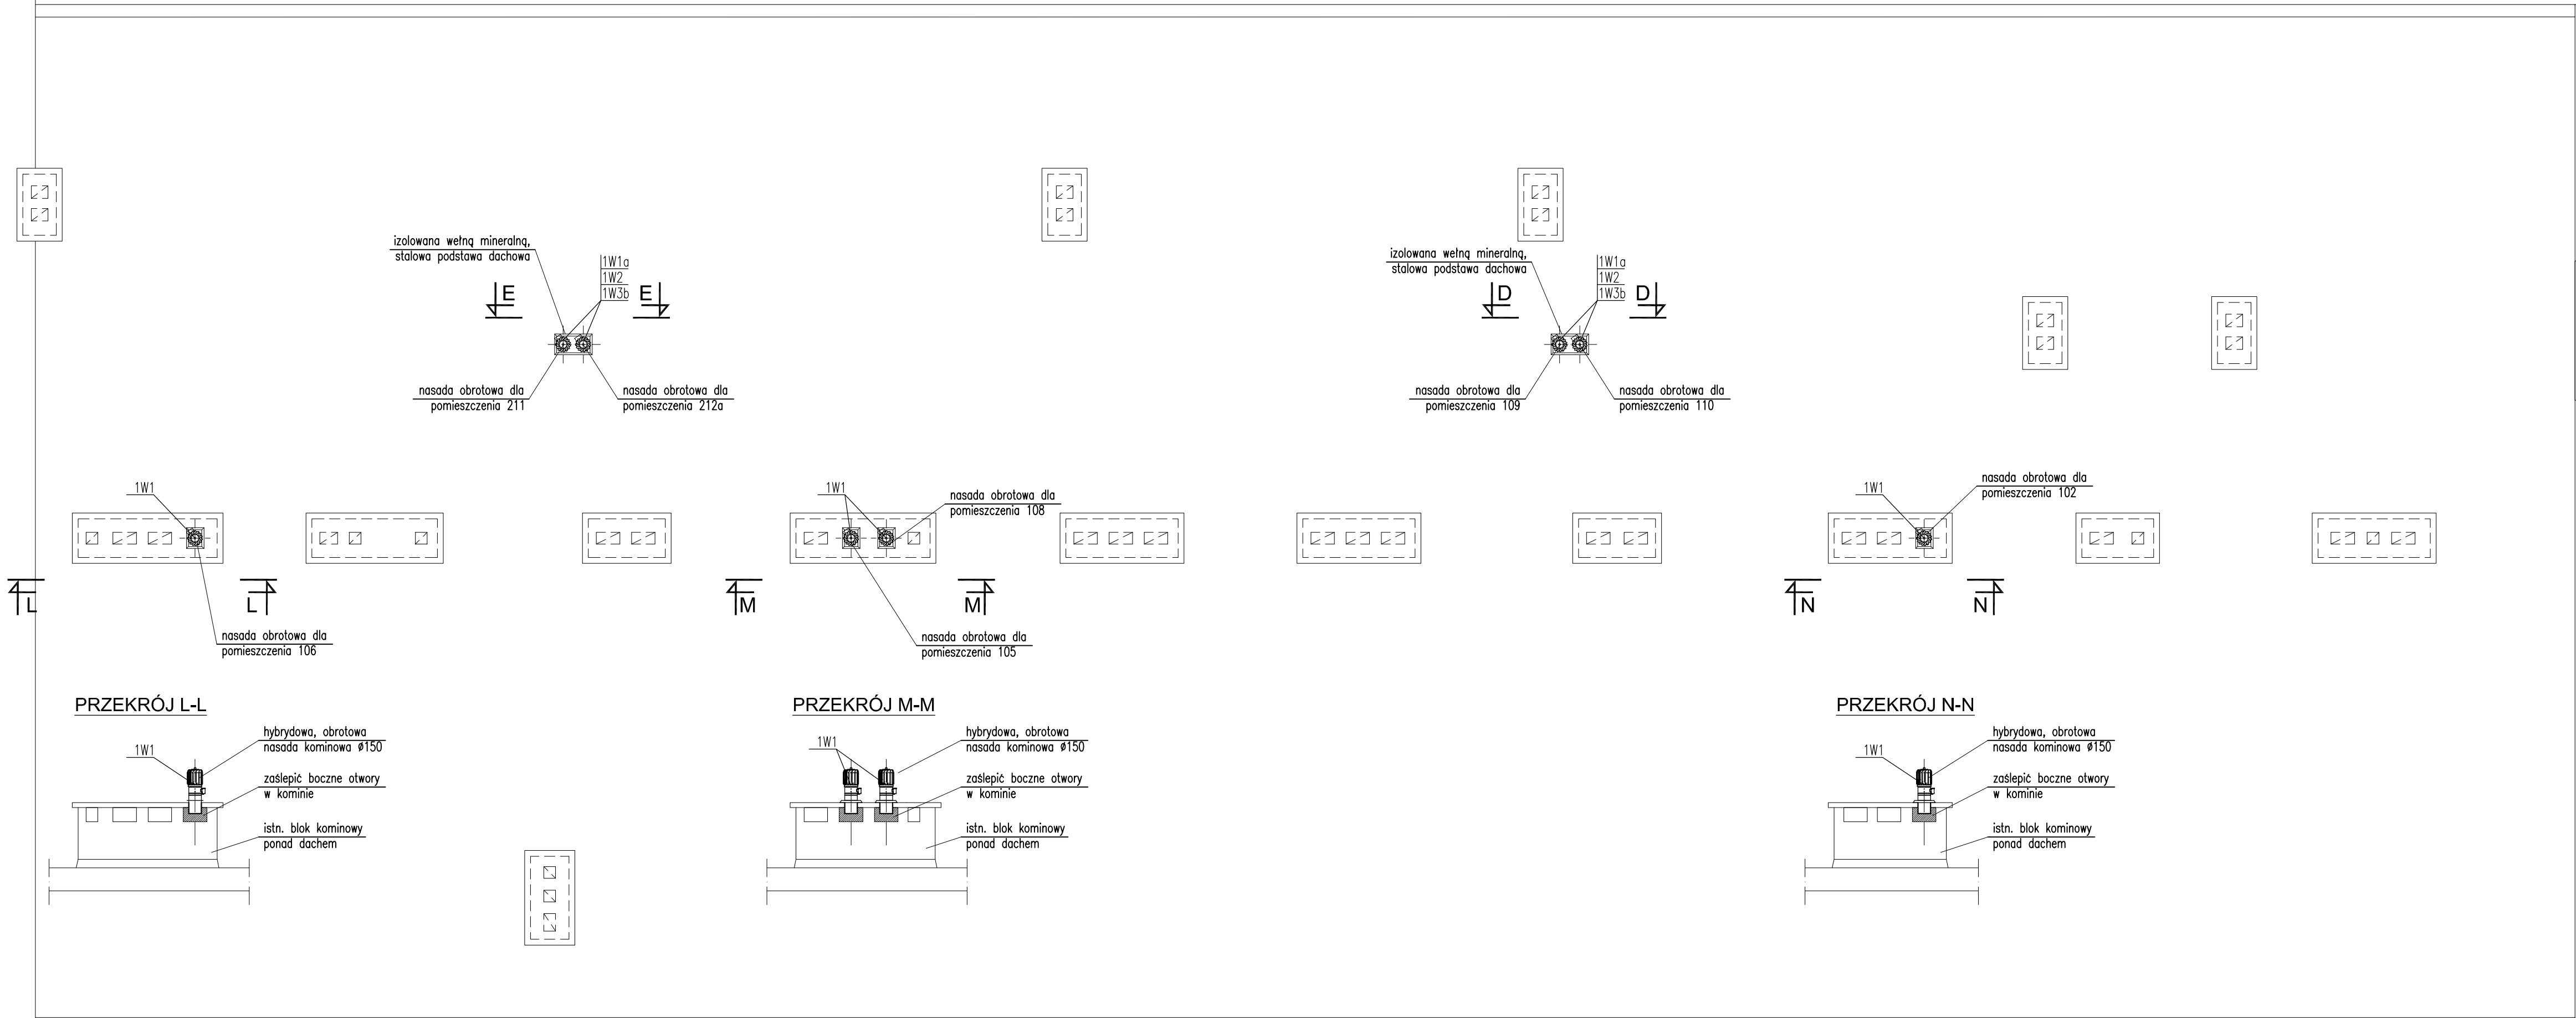 izolowana wełną mineralną,
stalowa podstawa dachowa
1W1a
1W2
1W3b
E
E
nasada obrotowa dla
pomieszczenia 211
nasada obrotowa dla
pomieszczenia 212a
izolowana wełną mineralną,
stalowa podstawa dachowa
1W1a
1W2
1W3b
D
D
nasada obrotowa dla
pomieszczenia 109
nasada obrotowa dla
pomieszczenia 110
1W1
L
L
nasada obrotowa dla
pomieszczenia 106
1W1
nasada obrotowa dla
pomieszczenia 108
M
M
nasada obrotowa dla
pomieszczenia 105
1W1
nasada obrotowa dla
pomieszczenia 102
N
N
PRZEKRÓJ L-L
1W1
hybrydowa, obrotowa
nasada kominowa ø150
zaślepić boczne otwory
w kominie
istn. blok kominowy
ponad dachem
PRZEKRÓJ M-M
1W1
hybrydowa, obrotowa
nasada kominowa ø150
zaślepić boczne otwory
w kominie
istn. blok kominowy
ponad dachem
PRZEKRÓJ N-N
1W1
hybrydowa, obrotowa
nasada kominowa ø150
zaślepić boczne otwory
w kominie
istn. blok kominowy
ponad dachem